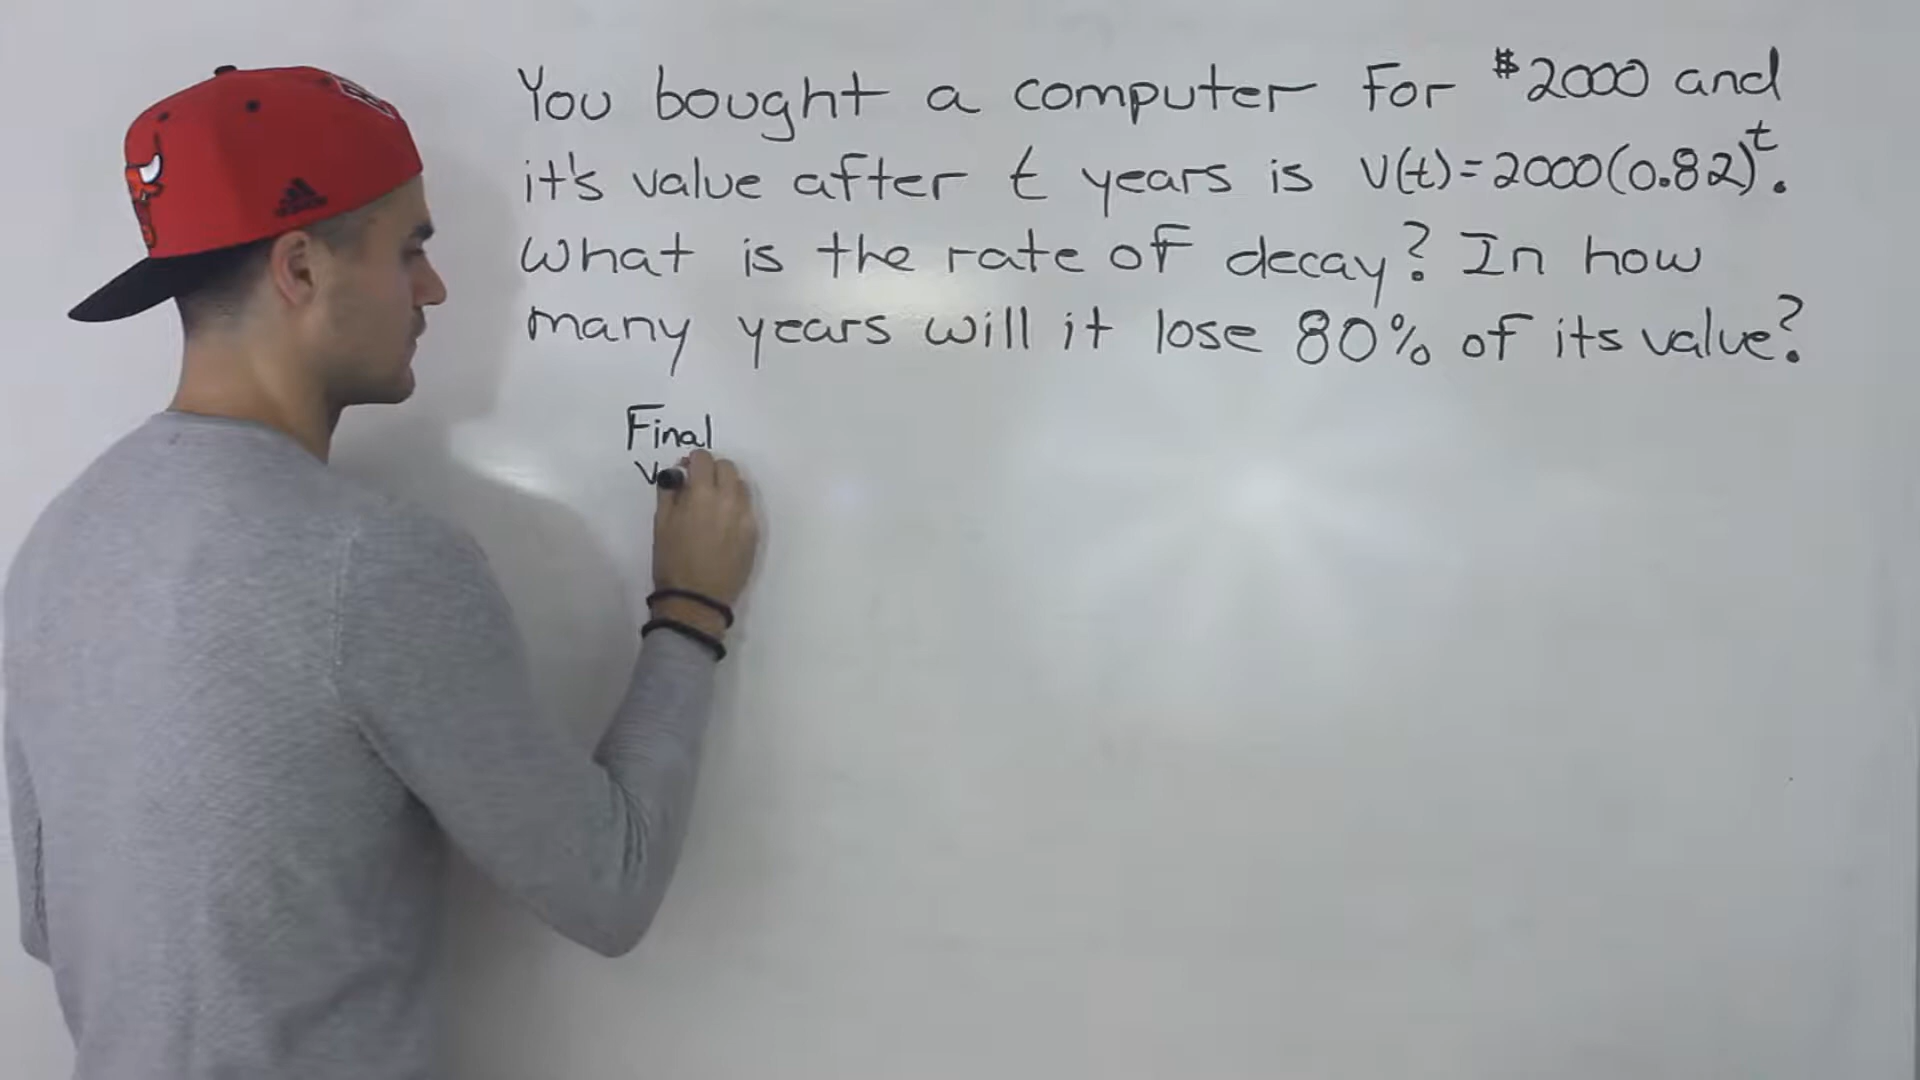 You bought a computer for $2000 and
it's value after t years is V(t)=2000(0.82)^t.
What is the rate of decay? In how
many years will it lose 80% of its value?
Final